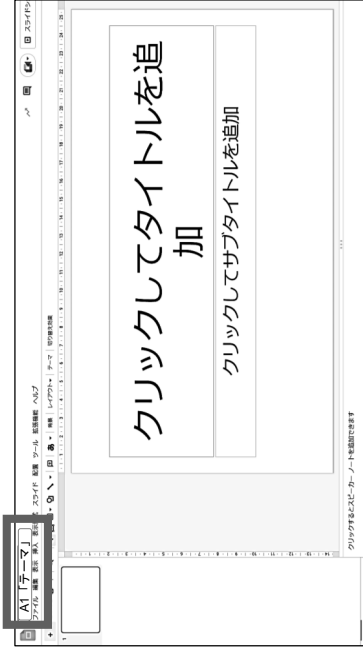 A1「テーマ」
ファイル 編集 表示 挿入 表示形式 スライド 配置 ツール 拡張機能 ヘルプ
スライドシ
背景 レイアウト テーマ 切り替え効果
1
クリックしてタイトルを追
加
クリックしてサブタイトルを追加
クリックするとスピーカー ノートを追加できます